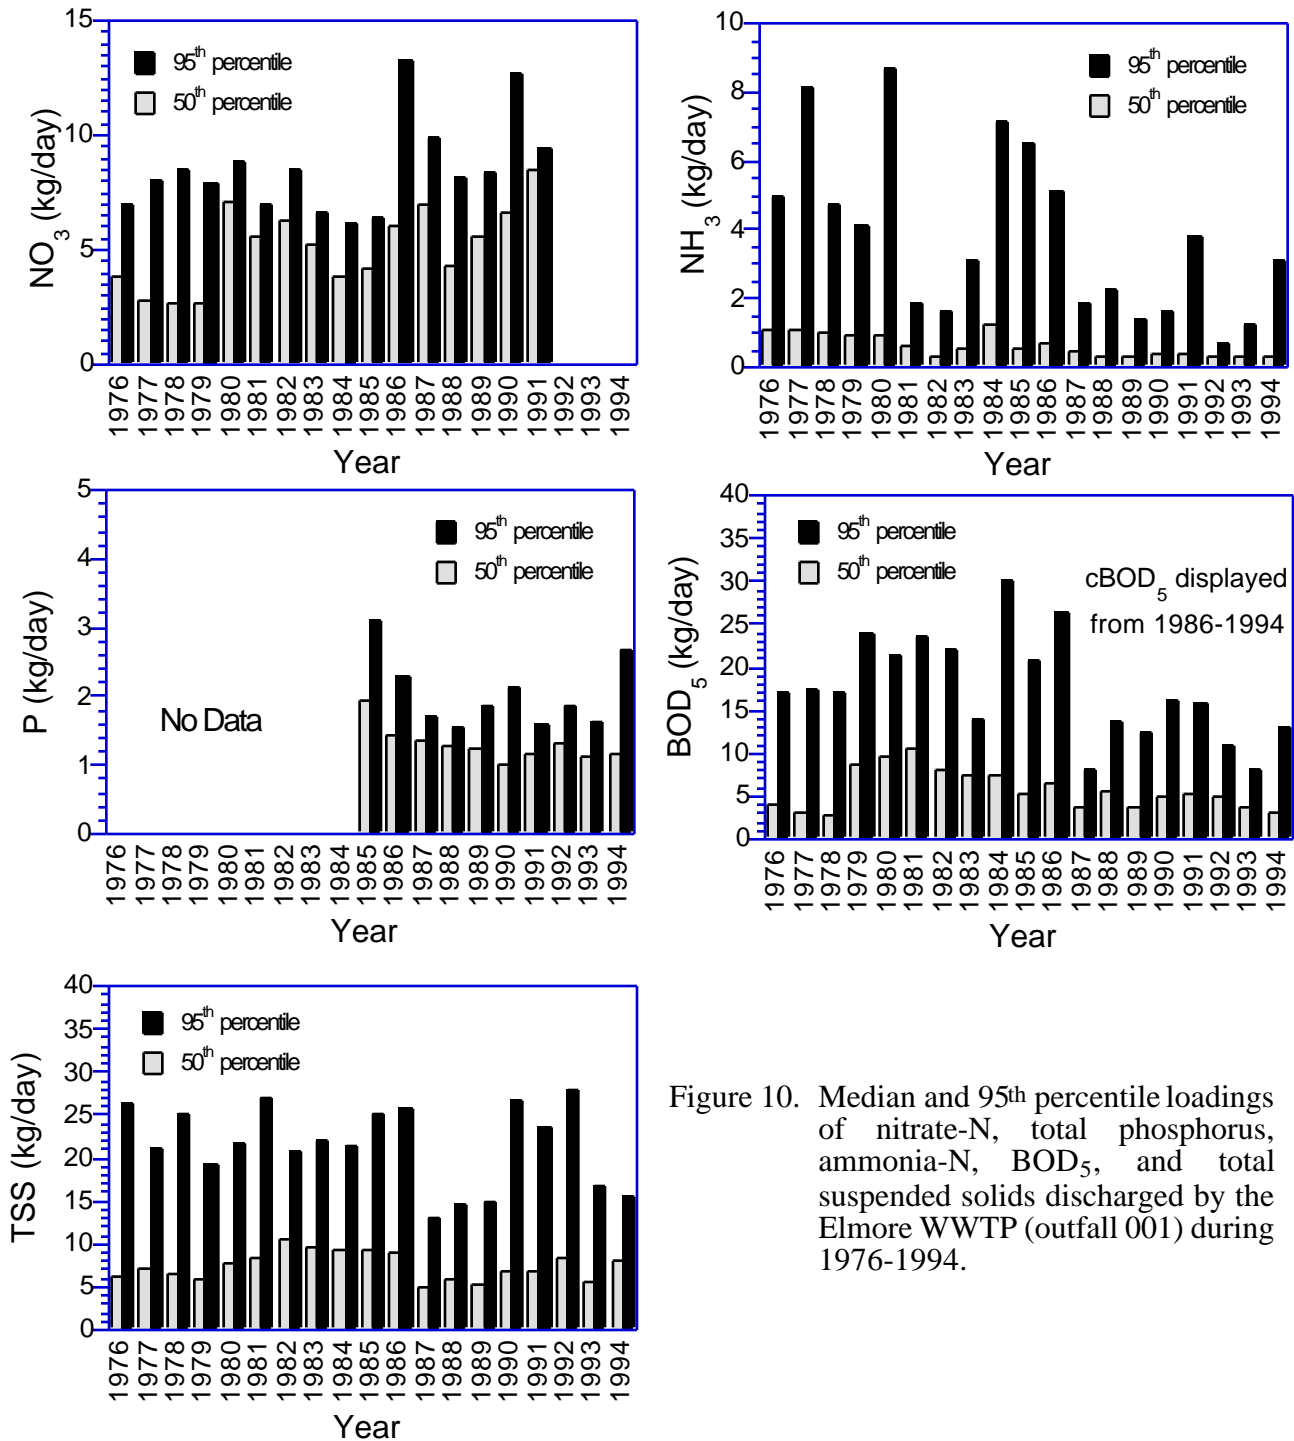 15
10
5
0
NO3 (kg/day)
95th percentile
50th percentile
1976 1977 1978 1979 1980 1981 1982 1983 1984 1985 1986 1987 1988 1989 1990 1991 1992 1993 1994
Year
10
8
6
4
2
0
NH3 (kg/day)
95th percentile
50th percentile
1976 1977 1978 1979 1980 1981 1982 1983 1984 1985 1986 1987 1988 1989 1990 1991 1992 1993 1994
Year
5
4
3
2
1
0
P (kg/day)
95th percentile
50th percentile
No Data
1976 1977 1978 1979 1980 1981 1982 1983 1984 1985 1986 1987 1988 1989 1990 1991 1992 1993 1994
Year
40
35
30
25
20
15
10
5
0
BOD5 (kg/day)
95th percentile
50th percentile
cBOD5 displayed
from 1986-1994
1976 1977 1978 1979 1980 1981 1982 1983 1984 1985 1986 1987 1988 1989 1990 1991 1992 1993 1994
Year
40
35
30
25
20
15
10
5
0
TSS (kg/day)
95th percentile
50th percentile
1976 1977 1978 1979 1980 1981 1982 1983 1984 1985 1986 1987 1988 1989 1990 1991 1992 1993 1994
Year
Figure 10. Median and 95th percentile loadings
of nitrate-N, total phosphorus,
ammonia-N, BOD5, and total
suspended solids discharged by the
Elmore WWTP (outfall 001) during
1976-1994.